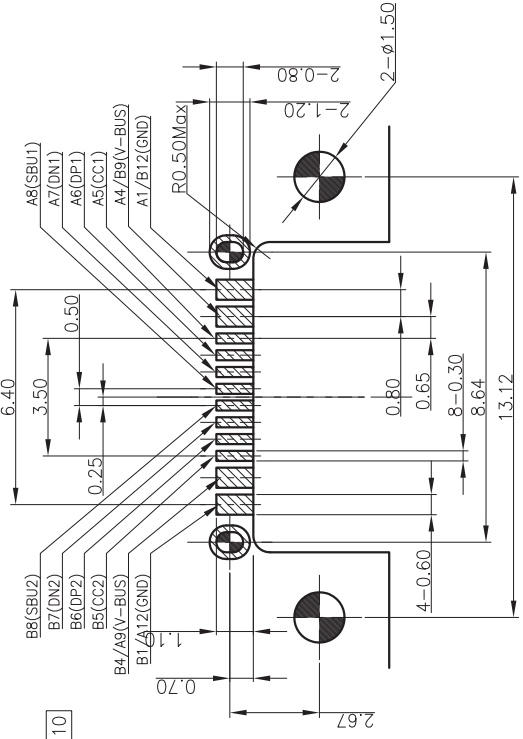 6.40
3.50
0.50
0.25
A8(SBU1)
A7(DN1)
A6(DP1)
A5(CC1)
A4/B9(V-BUS)
A1/B12(GND)
R0.50Max
2-0.80
2-1.20
2-ø1.50
B8(SBU2)
B7(DN2)
B6(DP2)
B5(CC2)
B4/A9(V-BUS)
B1/A12(GND)
1.10
0.70
2.67
10
0.80
0.65
8-0.30
4-0.60
8.64
13.12